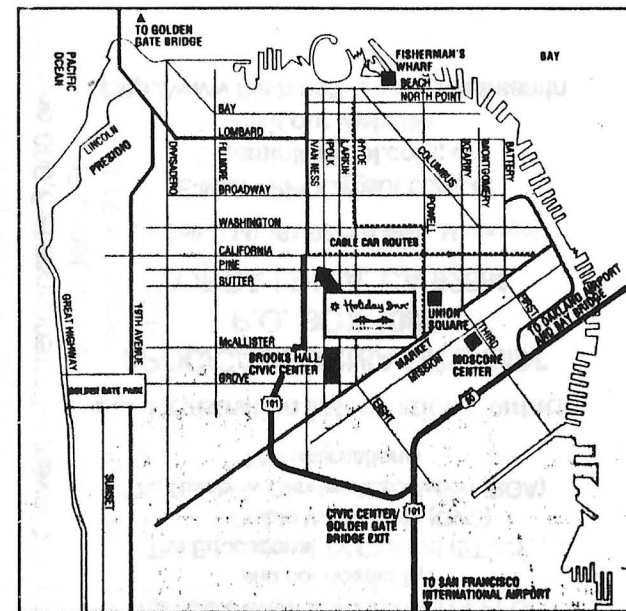 TO GOLDEN
GATE BRIDGE
PACIFIC
OCEAN
FISHERMAN'S
WHARF
BAY
BEACH
NORTH POINT
BAY
LOMBARD
LINCOLN
PRESIDIO
DIVISADERO
FILLMORE
VAN NESS
POLK
LARKIN
HYDE
COLUMBUS
POWELL
KEARNY
MONTGOMERY
BATTERY
BROADWAY
WASHINGTON
CABLE CAR ROUTES
CALIFORNIA
PINE
SUTTER
Holiday Inn
UNION
SQUARE
FIRST
THIRD
TO OAKLAND AIRPORT
AND BAY BRIDGE
GREAT HIGHWAY
19TH AVENUE
McALLISTER
BROOKS HALL/
CIVIC CENTER
MARKET
MISSION
MOSCONE
CENTER
GROVE
GOLDEN GATE PARK
101
EIGHT
80
SUNSET
CIVIC CENTER/
GOLDEN GATE
BRIDGE EXIT
101
TO SAN FRANCISCO
INTERNATIONAL AIRPORT